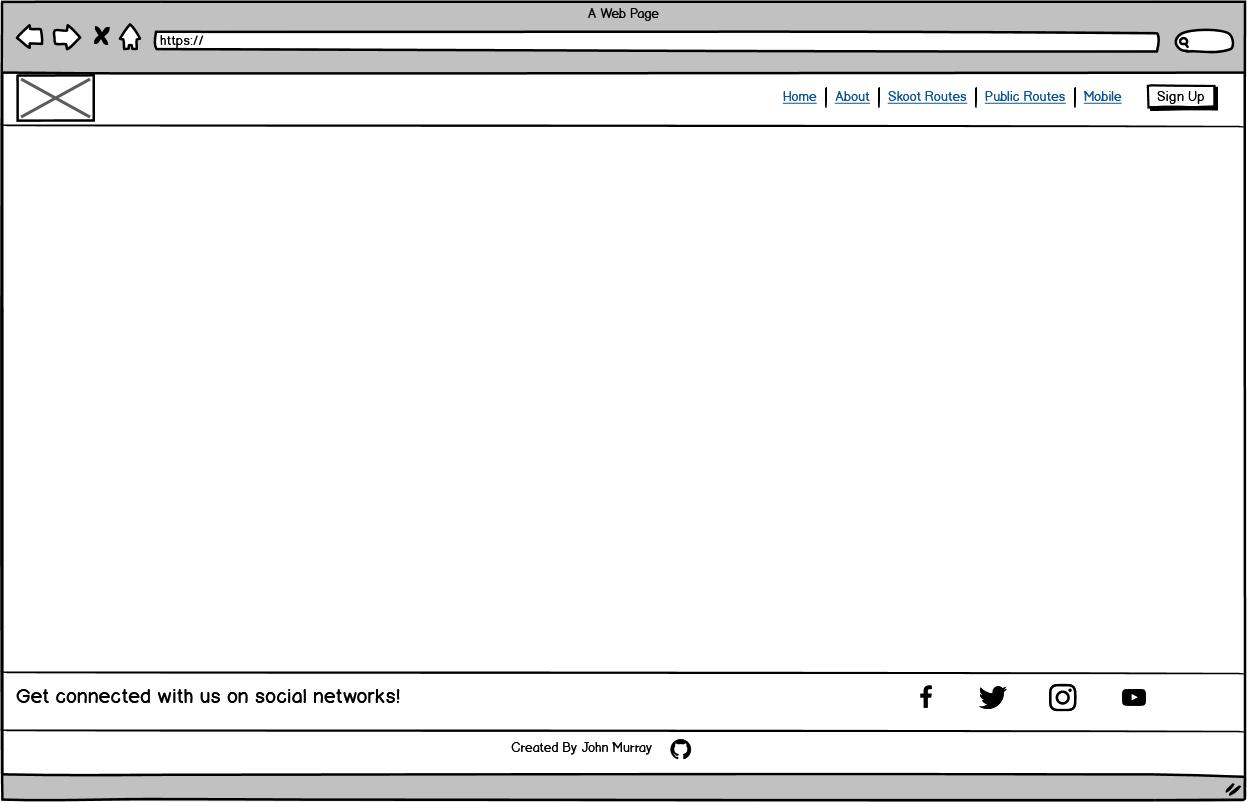 A Web Page
https://
Home About Skoot Routes Public Routes Mobile Sign Up
Get connected with us on social networks!
Created By John Murray